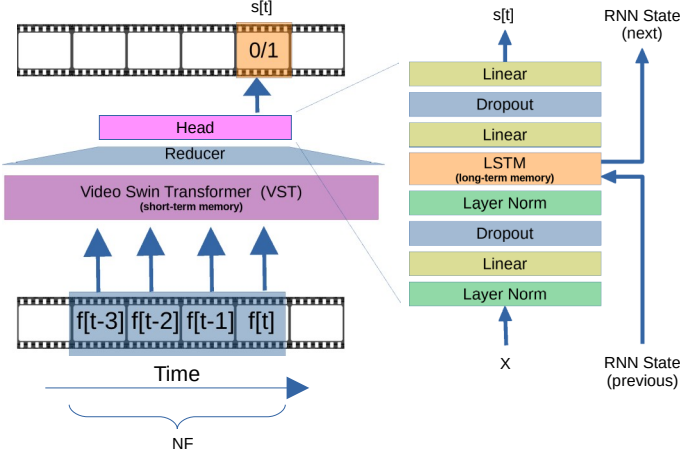 s[t]
0/1
Head
Reducer
Video Swin Transformer (VST)
(short-term memory)
f[t-3] f[t-2] f[t-1] f[t]
Time
NF
s[t]
RNN State
(next)
Linear
Dropout
Linear
LSTM
(long-term memory)
Layer Norm
Dropout
Linear
Layer Norm
X
RNN State
(previous)